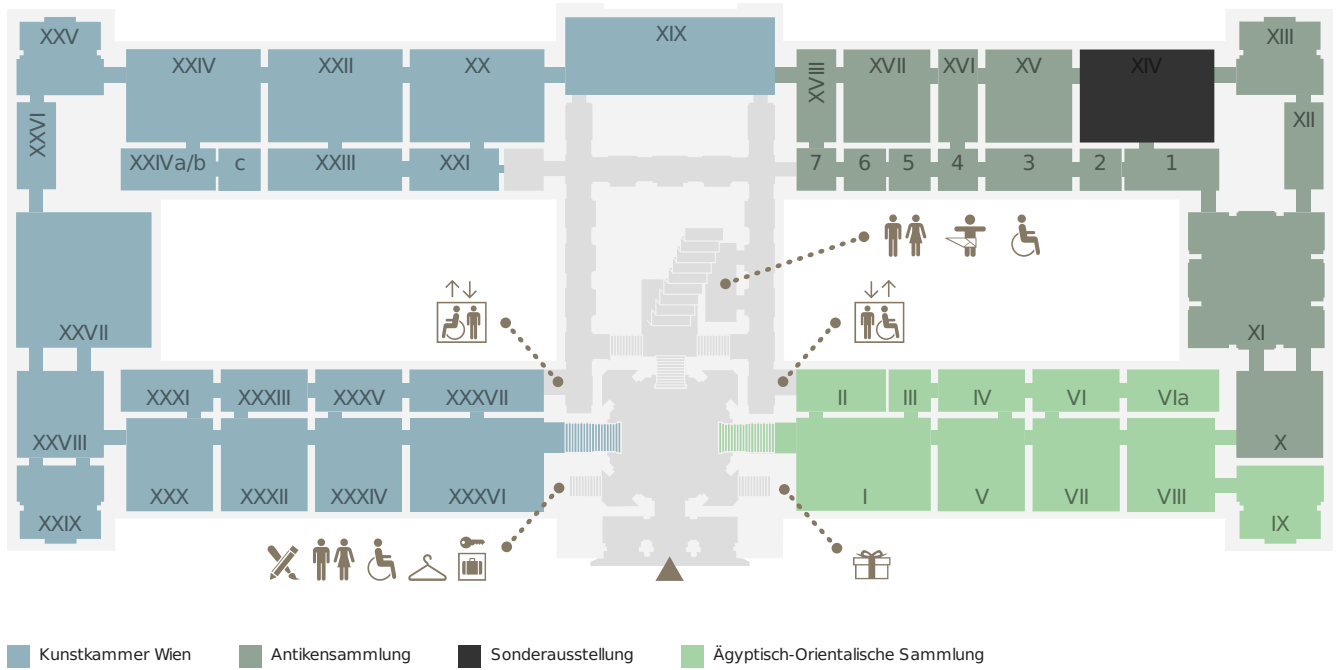 XXV
XXIV
XXII
XX
XIX
XVIII
XVII
XVI
XV
XIV
XIII
XXVI
XII
XXIVa/b
c
XXIII
XXI
7
6
5
4
3
2
1
XXVII
XI
XXXI
XXXIII
XXXV
XXXVII
II
III
IV
VI
VIa
XXVIII
X
XXX
XXXII
XXXIV
XXXVI
I
V
VII
VIII
XXIX
IX
Kunstkammer Wien
Antikensammlung
Sonderausstellung
Ägyptisch-Orientalische Sammlung